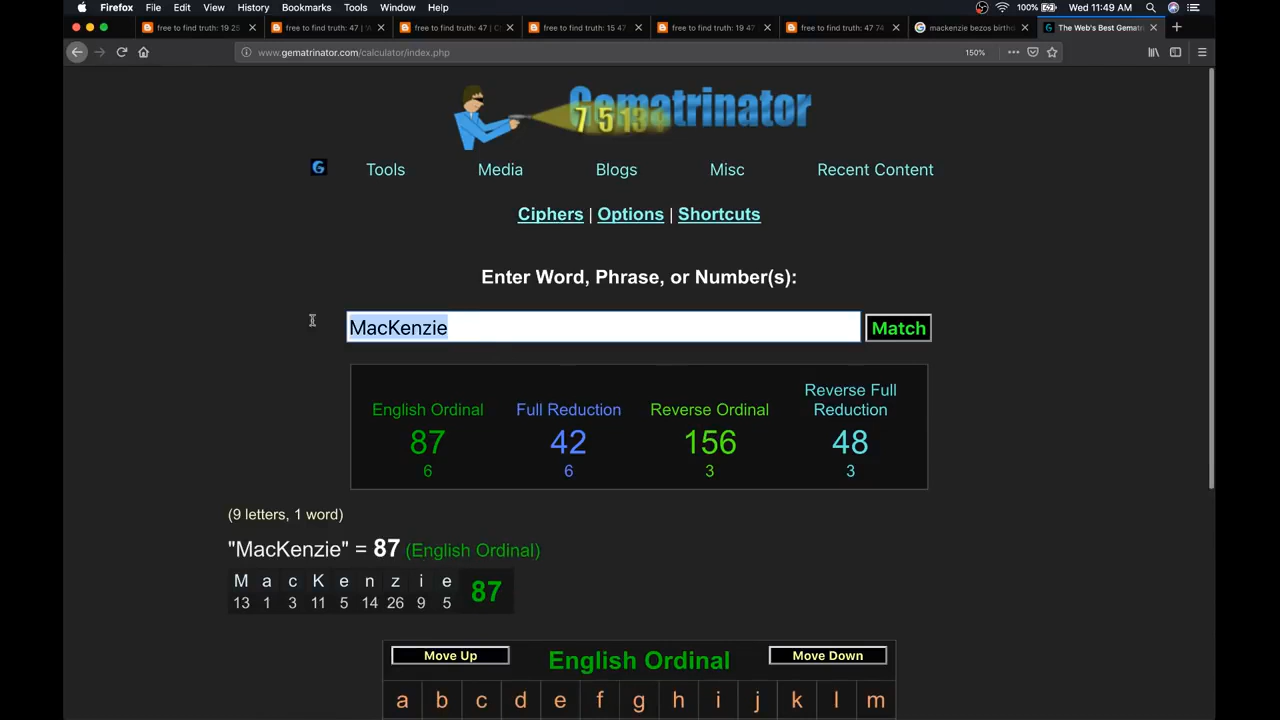 Firefox File Edit View History Bookmarks Tools Window Help 100% Wed 11:49 AM
free to find truth: 19 25 free to find truth: 47 | free to find truth: 47 | free to find truth: 15 47 free to find truth: 19 47 free to find truth: 47 74 mackenzie bezos birth The Web's Best Gemat
www.gematrinator.com/calculator/index.php 150%
Gematrinator
7 5 13
Tools Media Blogs Misc Recent Content
Ciphers | Options | Shortcuts
Enter Word, Phrase, or Number(s):
MacKenzie Match
English Ordinal Full Reduction Reverse Ordinal Reverse Full Reduction
87 42 156 48
6 6 3 3
(9 letters, 1 word)
"MacKenzie" = 87 (English Ordinal)
M a c K e n z i e 87
13 1 3 11 5 14 26 9 5
Move Up English Ordinal Move Down
a b c d e f g h i j k l m